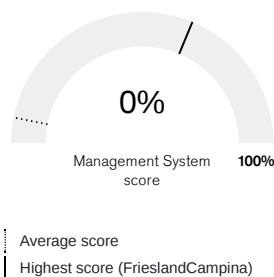 0%
Management System
score
100%
Average score
Highest score (FrieslandCampina)